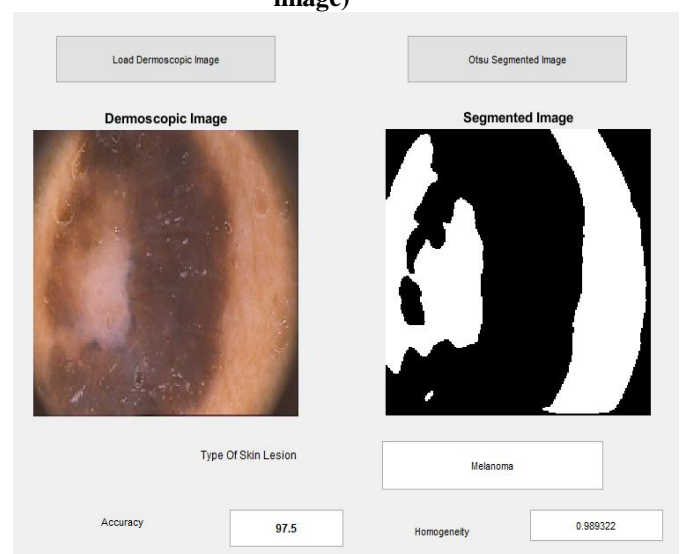 image)
Load Dermoscopic Image
Otsu Segmented Image
Dermoscopic Image
Segmented Image
Type Of Skin Lesion
Melanoma
Accuracy
97.5
Homogeneity
0.989322